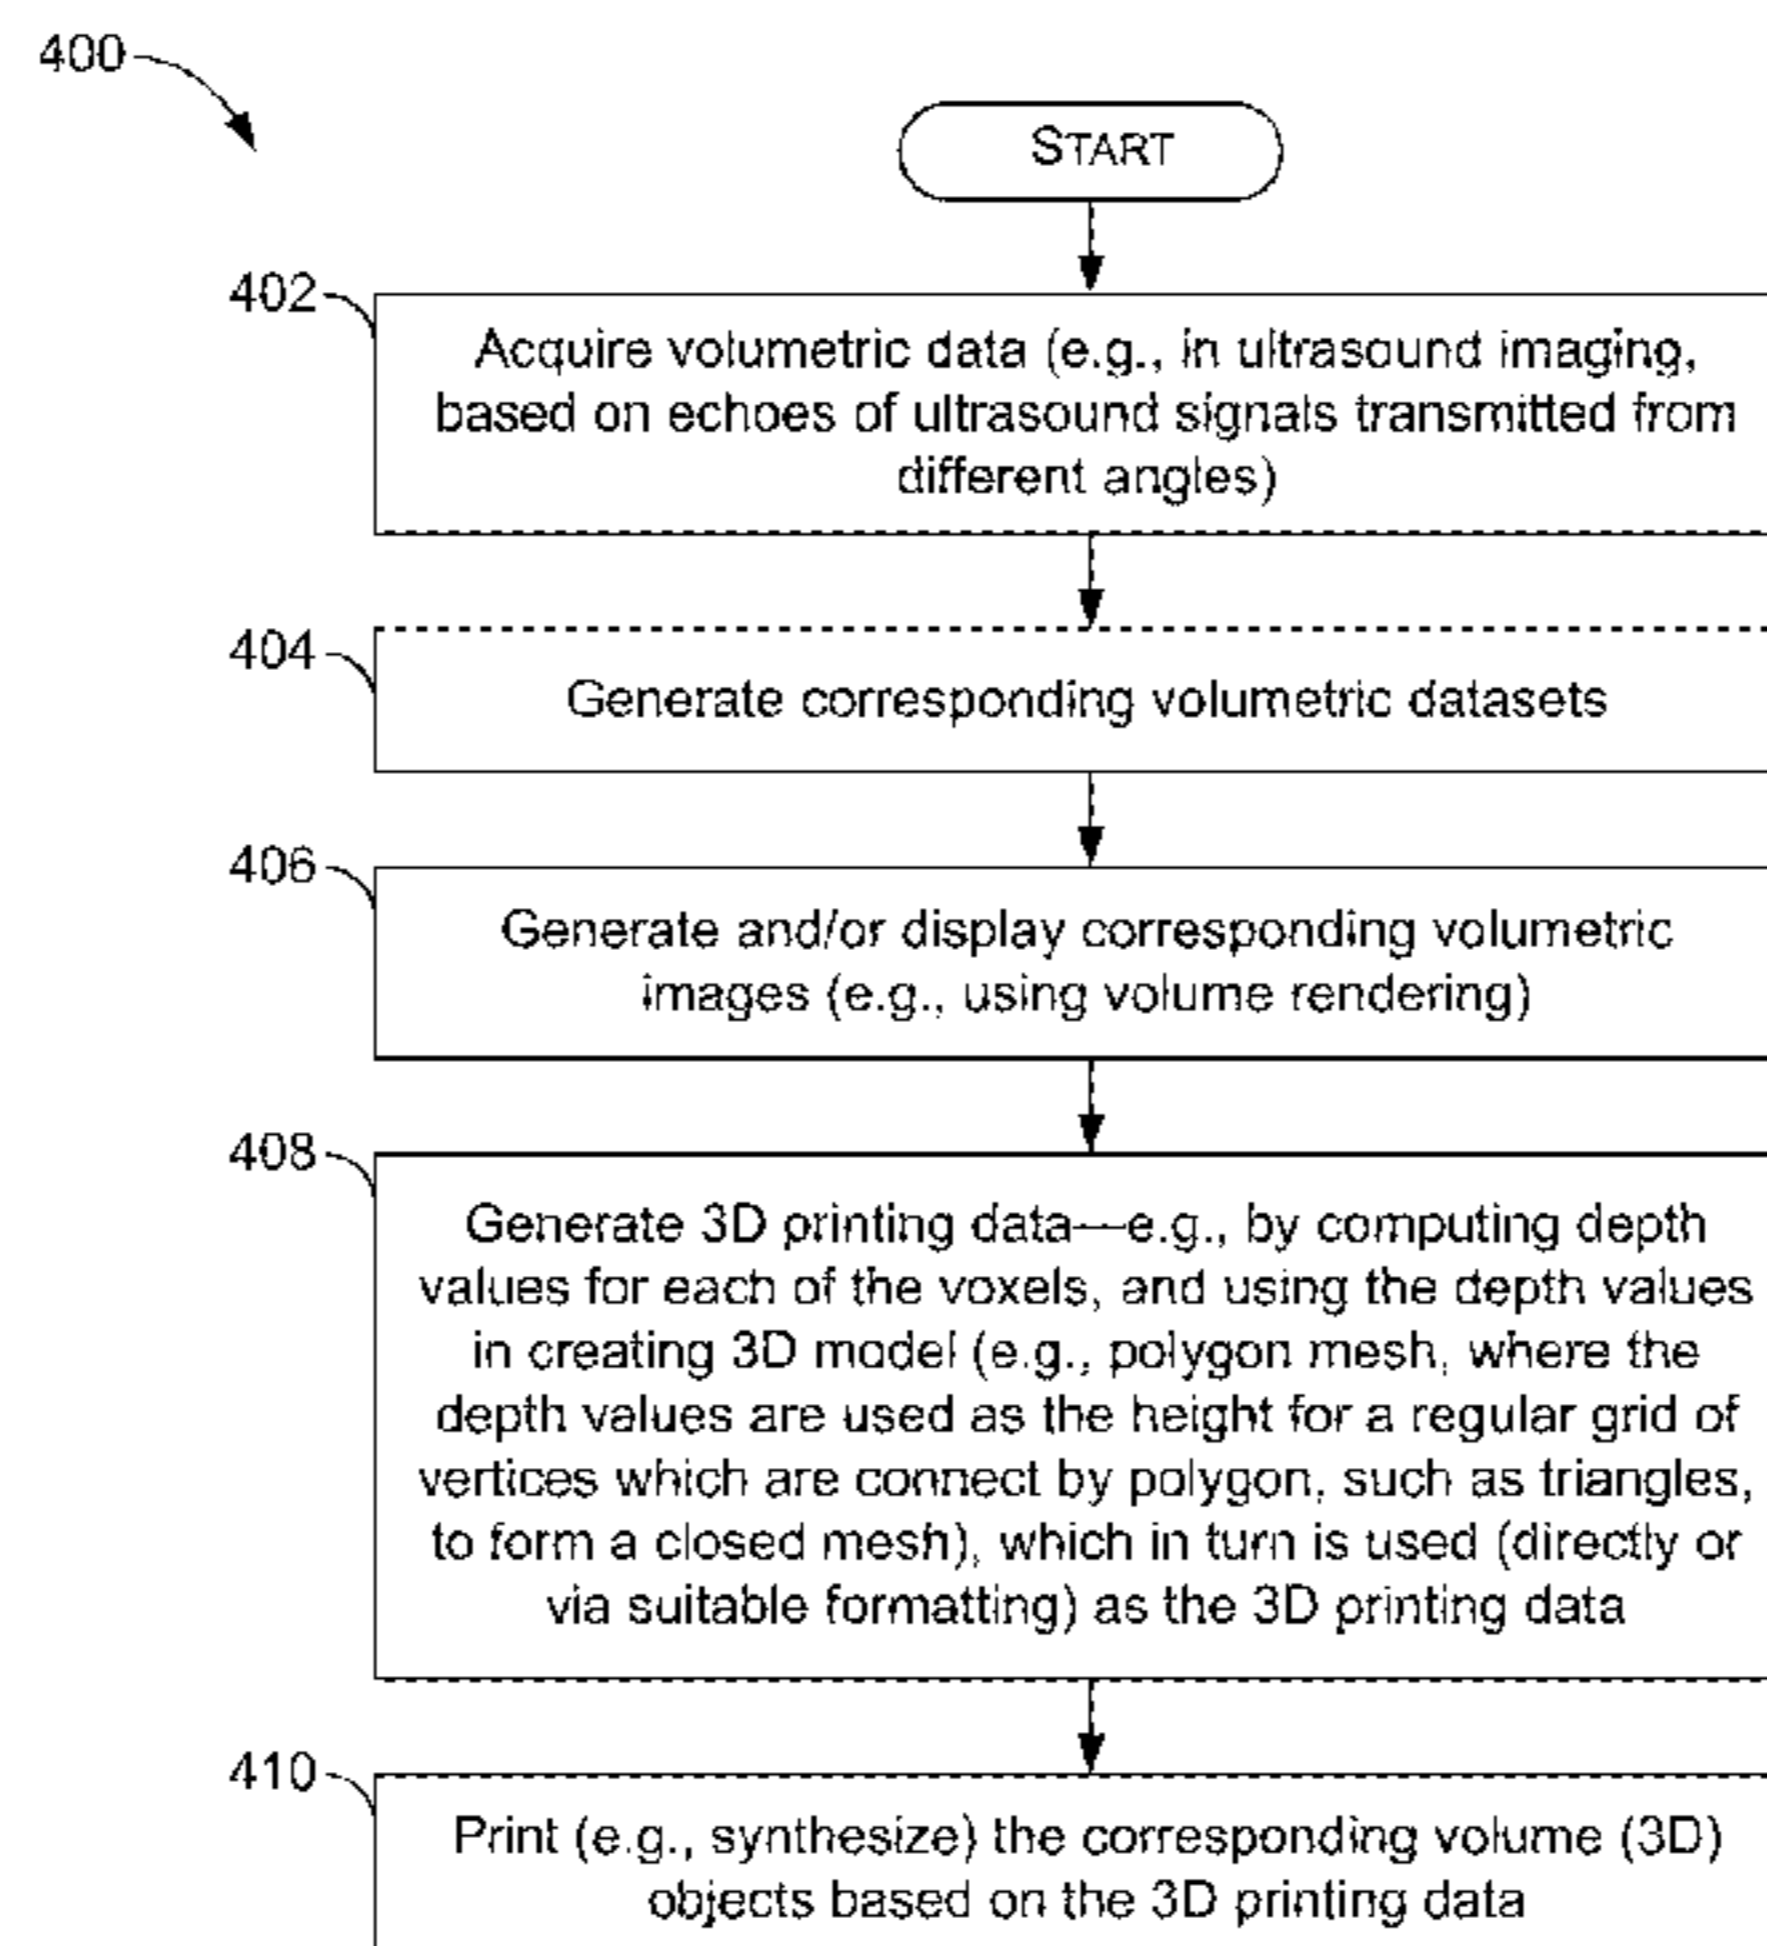 400
START
402
Acquire volumetric data (e.g., in ultrasound imaging,
based on echoes of ultrasound signals transmitted from
different angles)
404
Generate corresponding volumetric datasets
406
Generate and/or display corresponding volumetric
images (e.g., using volume rendering)
408
Generate 3D printing data—e.g., by computing depth
values for each of the voxels, and using the depth values
in creating 3D model (e.g., polygon mesh, where the
depth values are used as the height for a regular grid of
vertices which are connect by polygon, such as triangles,
to form a closed mesh), which in turn is used (directly or
via suitable formatting) as the 3D printing data
410
Print (e.g., synthesize) the corresponding volume (3D)
objects based on the 3D printing data